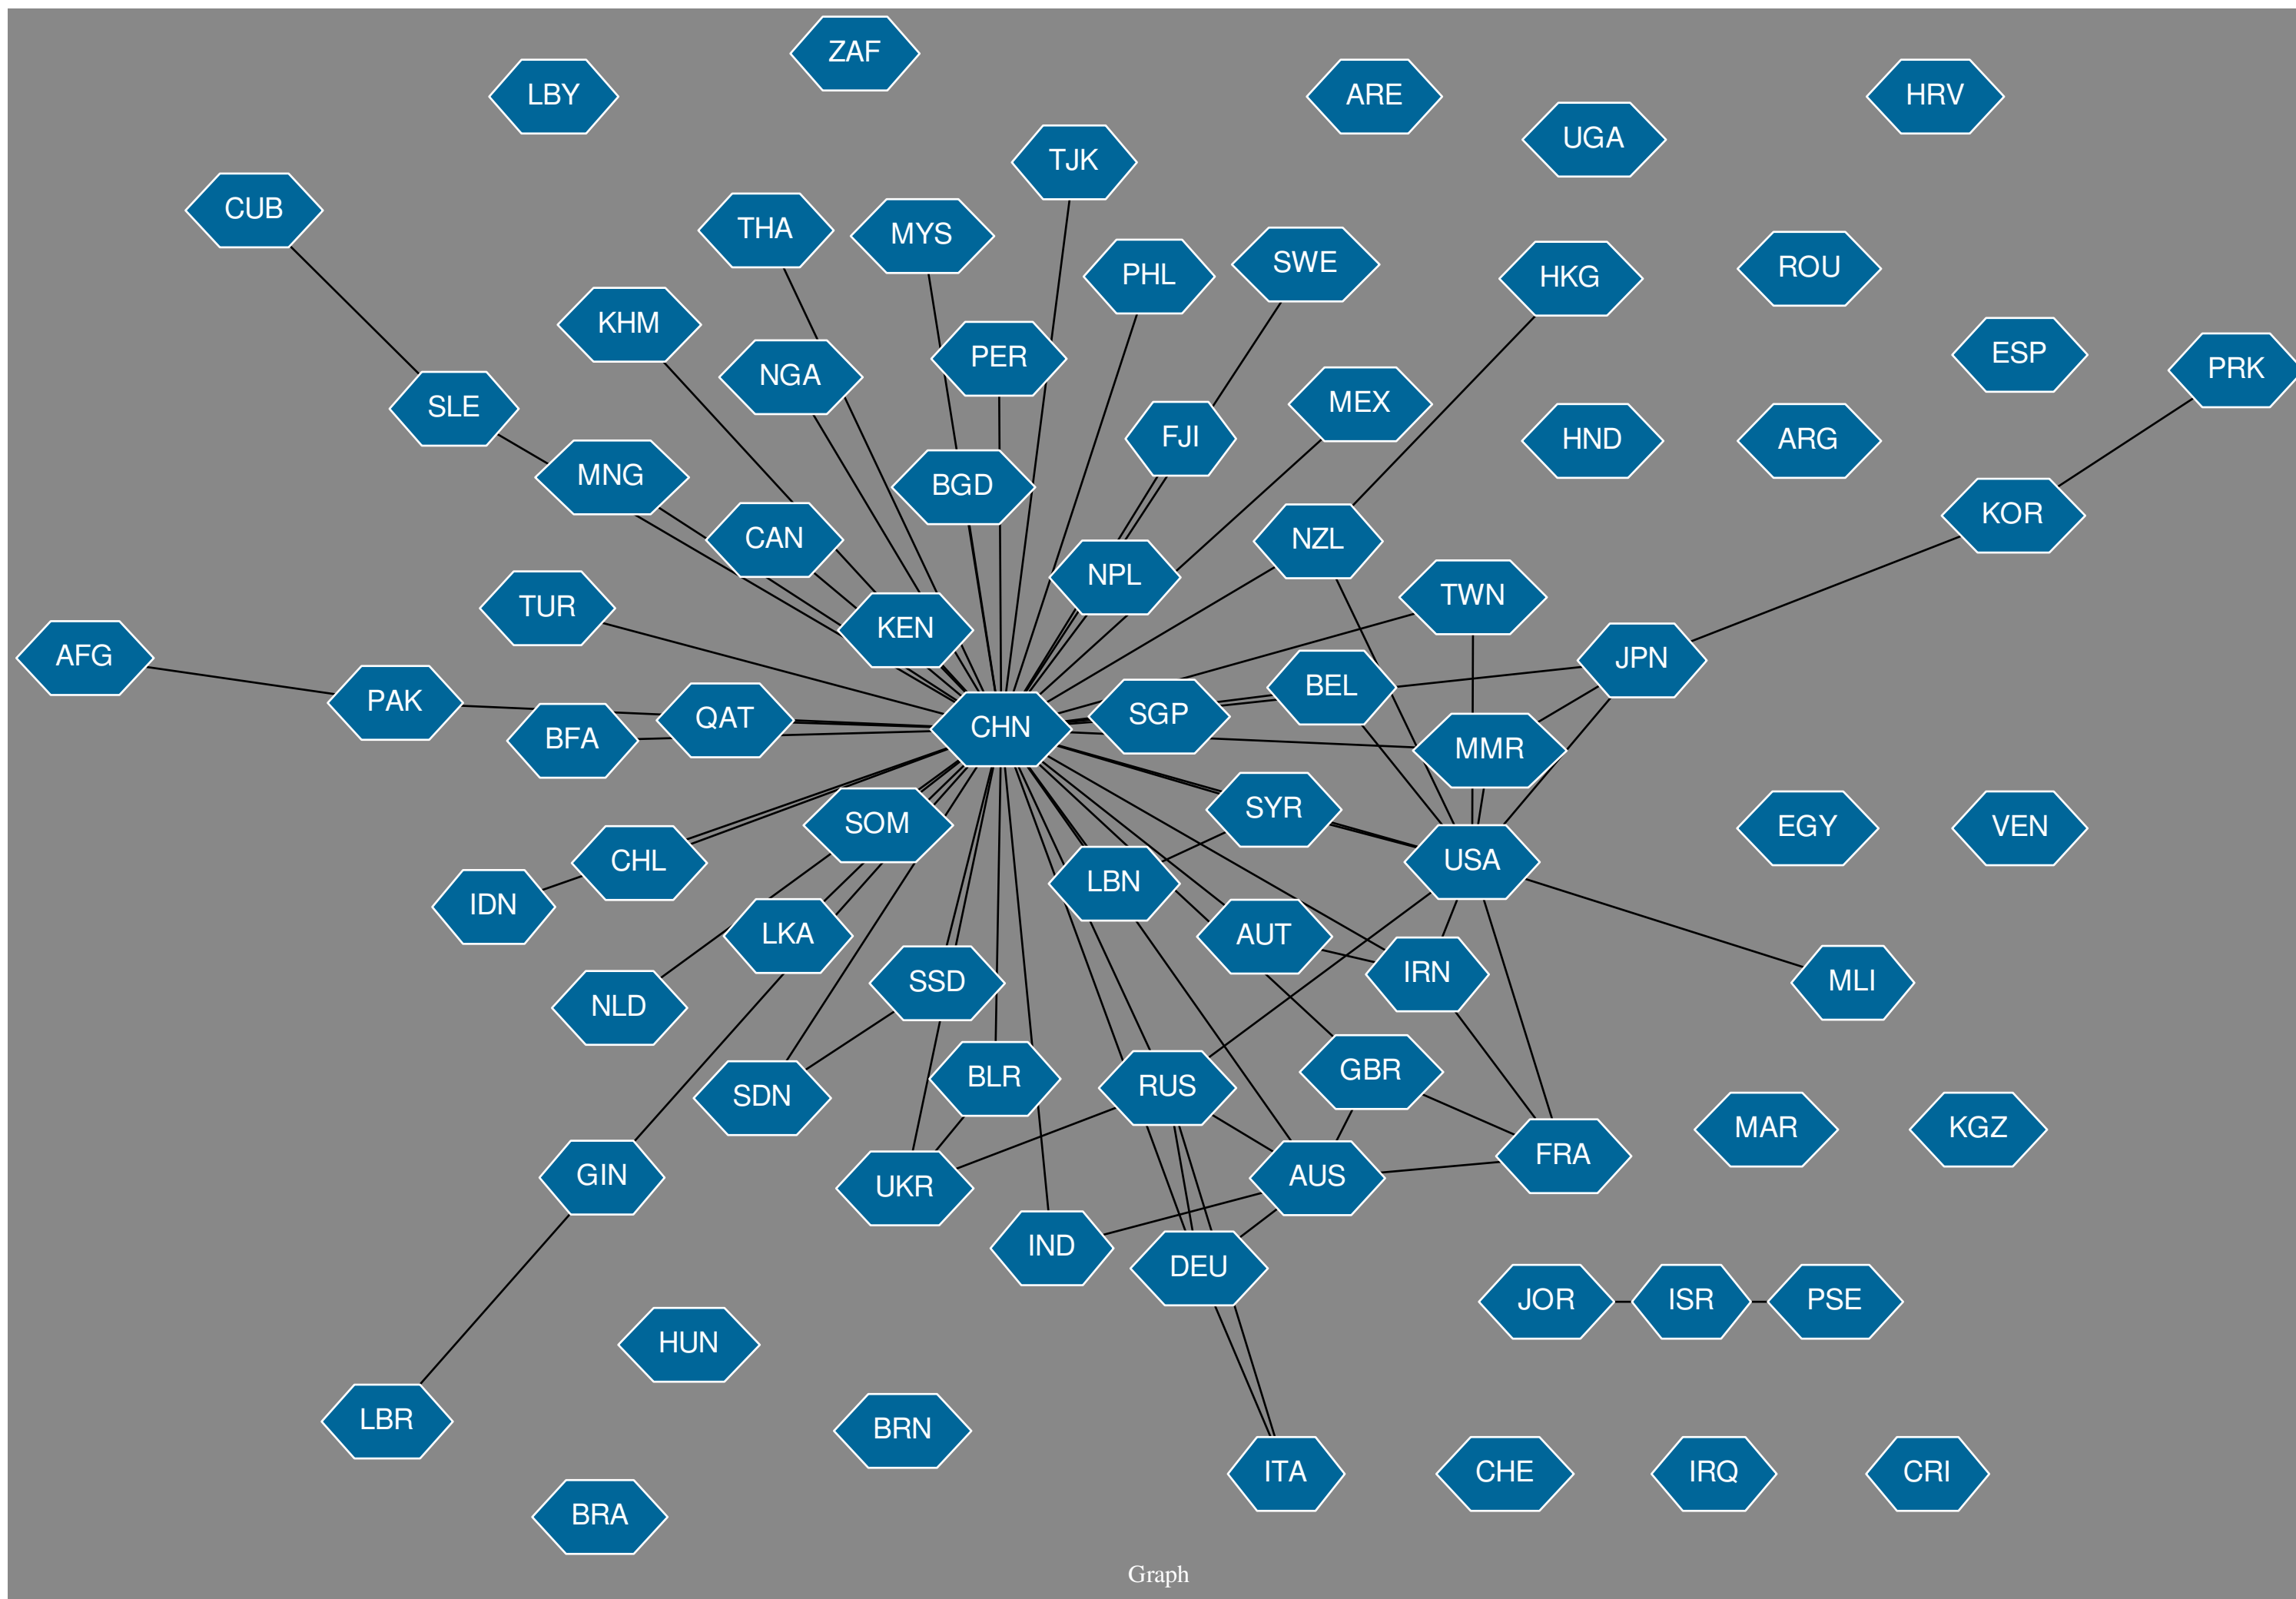 ZAF
LBY
ARE
HRV
UGA
TJK
CUB
THA
MYS
PHL
SWE
HKG
ROU
KHM
NGA
PER
ESP
PRK
SLE
FJI
MEX
HND
ARG
MNG
BGD
KOR
CAN
NPL
NZL
TUR
KEN
TWN
AFG
JPN
PAK
BFA
QAT
CHN
SGP
BEL
MMR
SYR
SOM
EGY
VEN
CHL
USA
LBN
IDN
LKA
AUT
IRN
NLD
SSD
MLI
SDN
BLR
RUS
GBR
MAR
KGZ
GIN
UKR
AUS
FRA
IND
DEU
JOR
ISR
PSE
HUN
LBR
BRN
ITA
CHE
IRQ
CRI
BRA
Graph